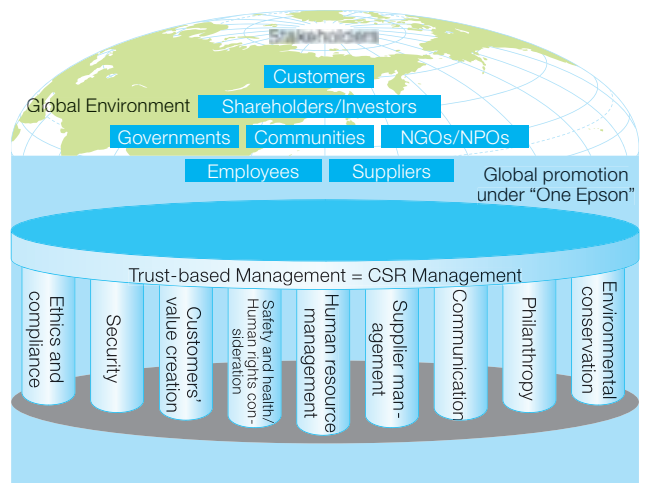 Stakeholders
Customers
Global Environment
Shareholders/Investors
Governments
Communities
NGOs/NPOs
Employees
Suppliers
Global promotion
under “One Epson”
Trust-based Management = CSR Management
Ethics and
compliance
Security
Customers’
value creation
Safety and health/
Human rights con-
sideration
Human resource
management
Supplier man-
agement
Communication
Philanthropy
Environmental
conservation